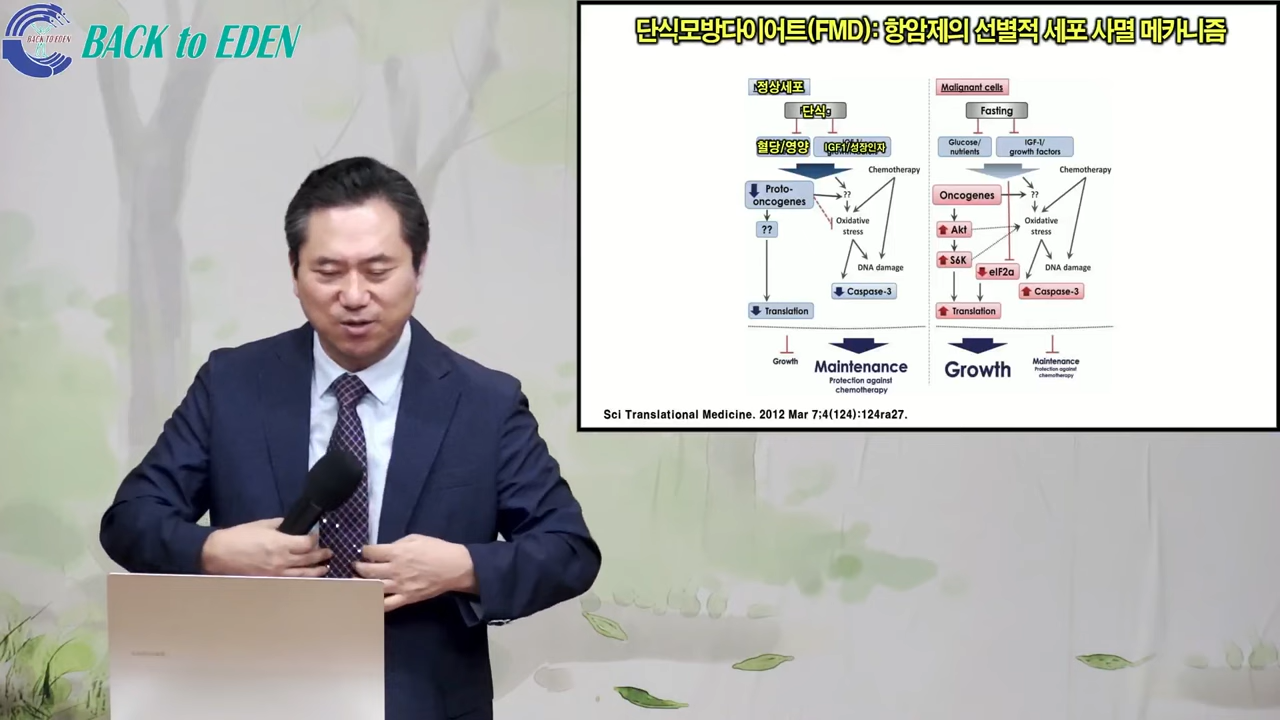 BACK TO EDEN
BACK to EDEN
단식모방다이어트(FMD): 항암제의 선별적 세포 사멸 메카니즘
정상세포
단식
혈당/영양
IGF1/성장인자
Chemotherapy
Proto-
oncogenes
??
??
Oxidative
stress
DNA damage
Caspase-3
Translation
Growth
Maintenance
Protection against
chemotherapy
Malignant cells
Fasting
Glucose/
nutrients
IGF-1/
growth factors
Chemotherapy
Oncogenes
??
Akt
Oxidative
stress
S6K
eIF2a
DNA damage
Caspase-3
Translation
Growth
Maintenance
Protection against
chemotherapy
Sci Translational Medicine. 2012 Mar 7;4(124):124ra27.